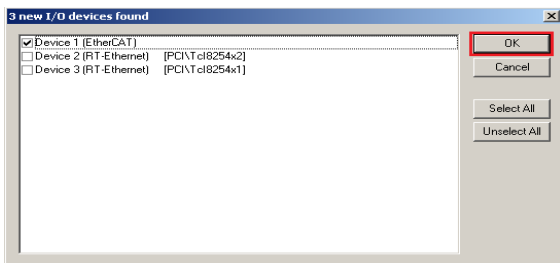 3 new I/O devices found
Device 1 (EtherCAT)
Device 2 (RT-Ethernet) [PCI\TcI8254x2]
Device 3 (RT-Ethernet) [PCI\TcI8254x1]
OK
Cancel
Select All
Unselect All